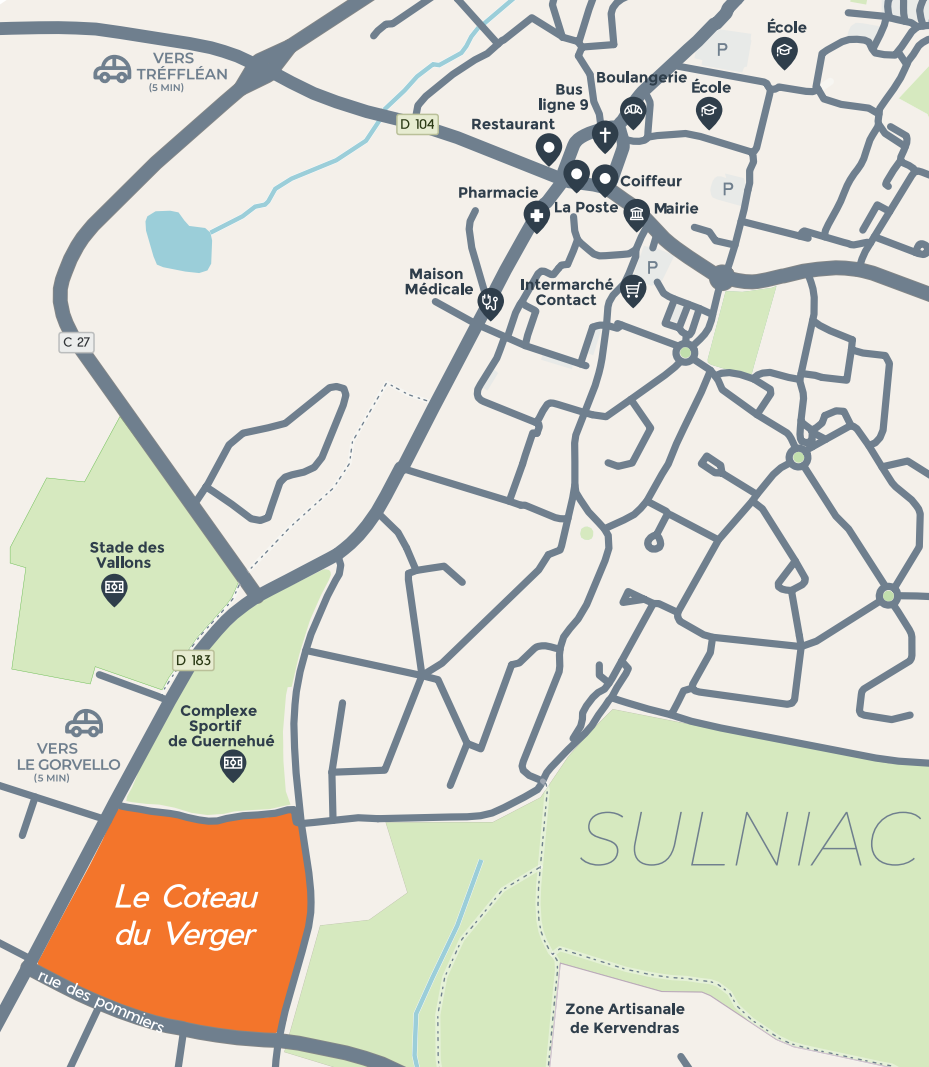 École
P
VERS
TRÉFFLÉAN
(5 MIN)
Boulangerie
École
Bus
ligne 9
D 104
Restaurant
Coiffeur
P
Pharmacie
La Poste
Mairie
P
Maison
Médicale
Intermarché
Contact
C 27
Stade des
Vallons
D 183
Complexe
Sportif
de Guernehué
VERS
LE GORVELLO
(5 MIN)
SULNIAC
Le Coteau
du Verger
rue des pommiers
Zone Artisanale
de Kervendras